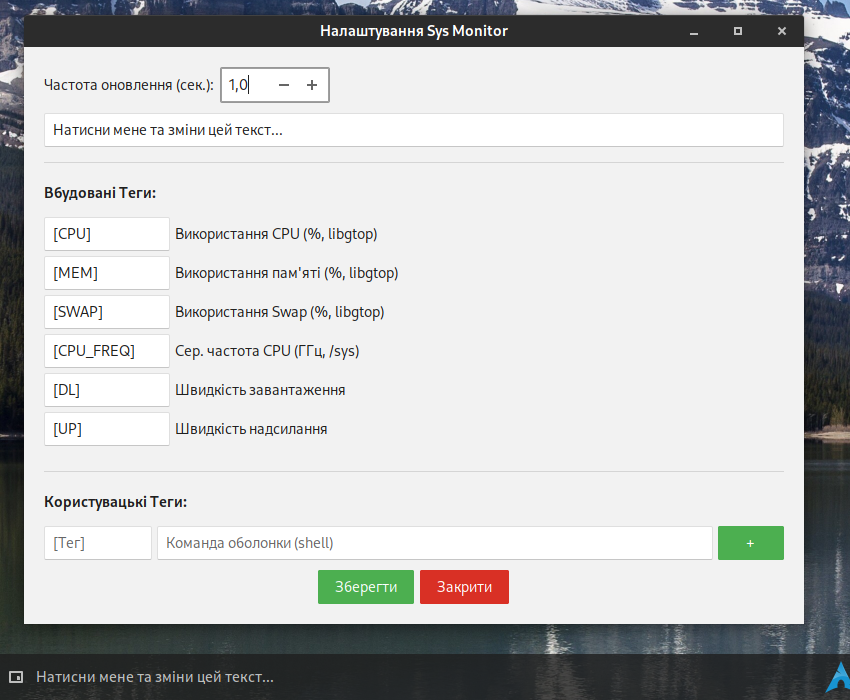 Налаштування Sys Monitor
Частота оновлення (сек.): 1,0
Натисни мене та зміни цей текст...
Вбудовані Теги:
[CPU] Використання CPU (%, libgtop)
[MEM] Використання пам'яті (%, libgtop)
[SWAP] Використання Swap (%, libgtop)
[CPU_FREQ] Сер. частота CPU (ГГц, /sys)
[DL] Швидкість завантаження
[UP] Швидкість надсилання
Користувацькі Теги:
[Тег] Команда оболонки (shell) +
Зберегти Закрити
Натисни мене та зміни цей текст...